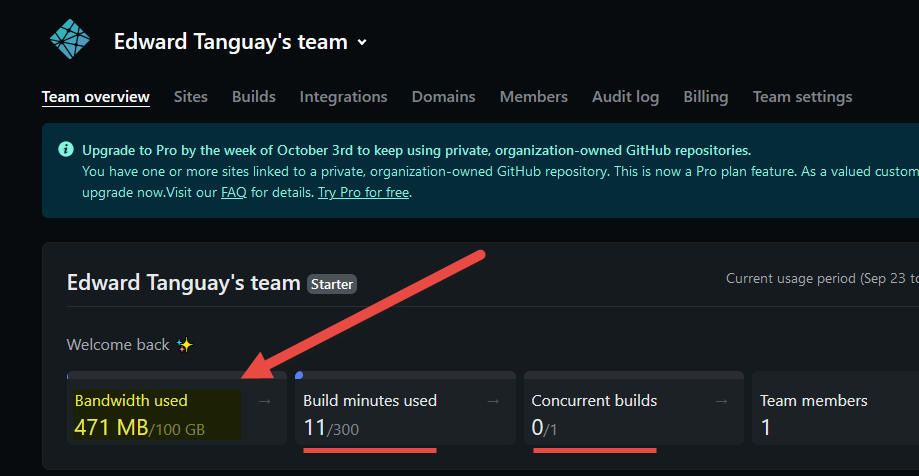 Edward Tanguay's team
Team overview Sites Builds Integrations Domains Members Audit log Billing Team settings
Upgrade to Pro by the week of October 3rd to keep using private, organization-owned GitHub repositories.
You have one or more sites linked to a private, organization-owned GitHub repository. This is now a Pro plan feature. As a valued custom
upgrade now.Visit our FAQ for details. Try Pro for free.
Edward Tanguay's team Starter
Current usage period (Sep 23 to
Welcome back ✨
Bandwidth used → Build minutes used → Concurrent builds → Team members
471 MB/100 GB 11/300 0/1 1